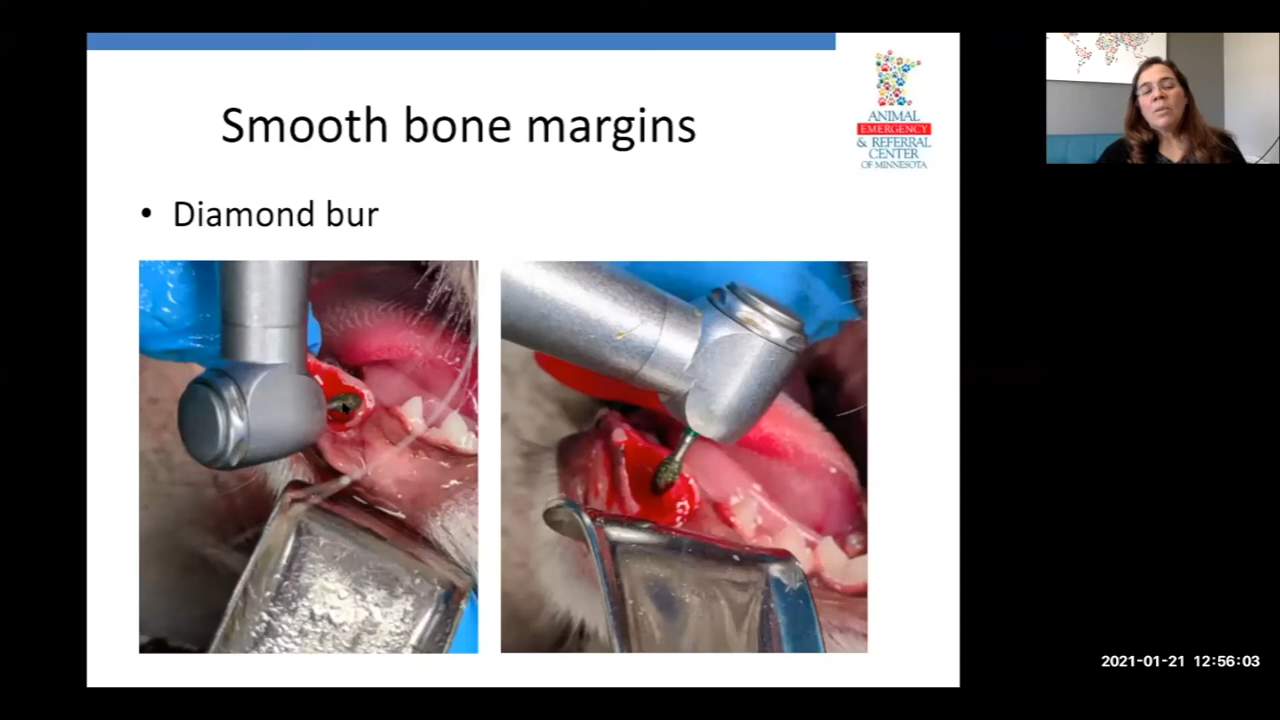 Smooth bone margins
ANIMAL
EMERGENCY
& REFERRAL
CENTER
OF MINNESOTA
• Diamond bur
2021-01-21 12:56:03